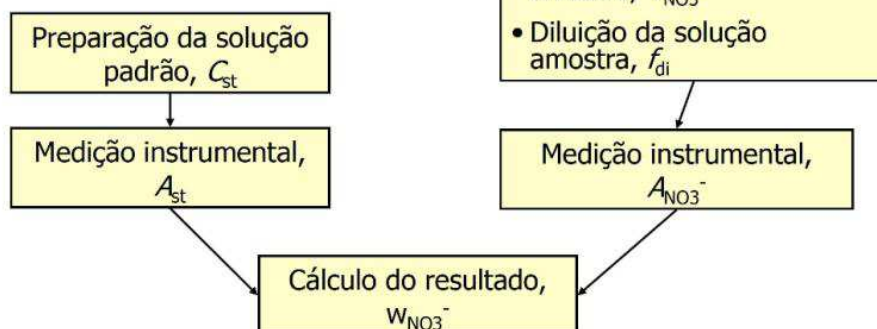 Preparação da solução
padrão, Cst
Medição instrumental,
Ast
NO3
• Diluição da solução
amostra, fdi
Medição instrumental,
ANO3-
Cálculo do resultado,
wNO3-